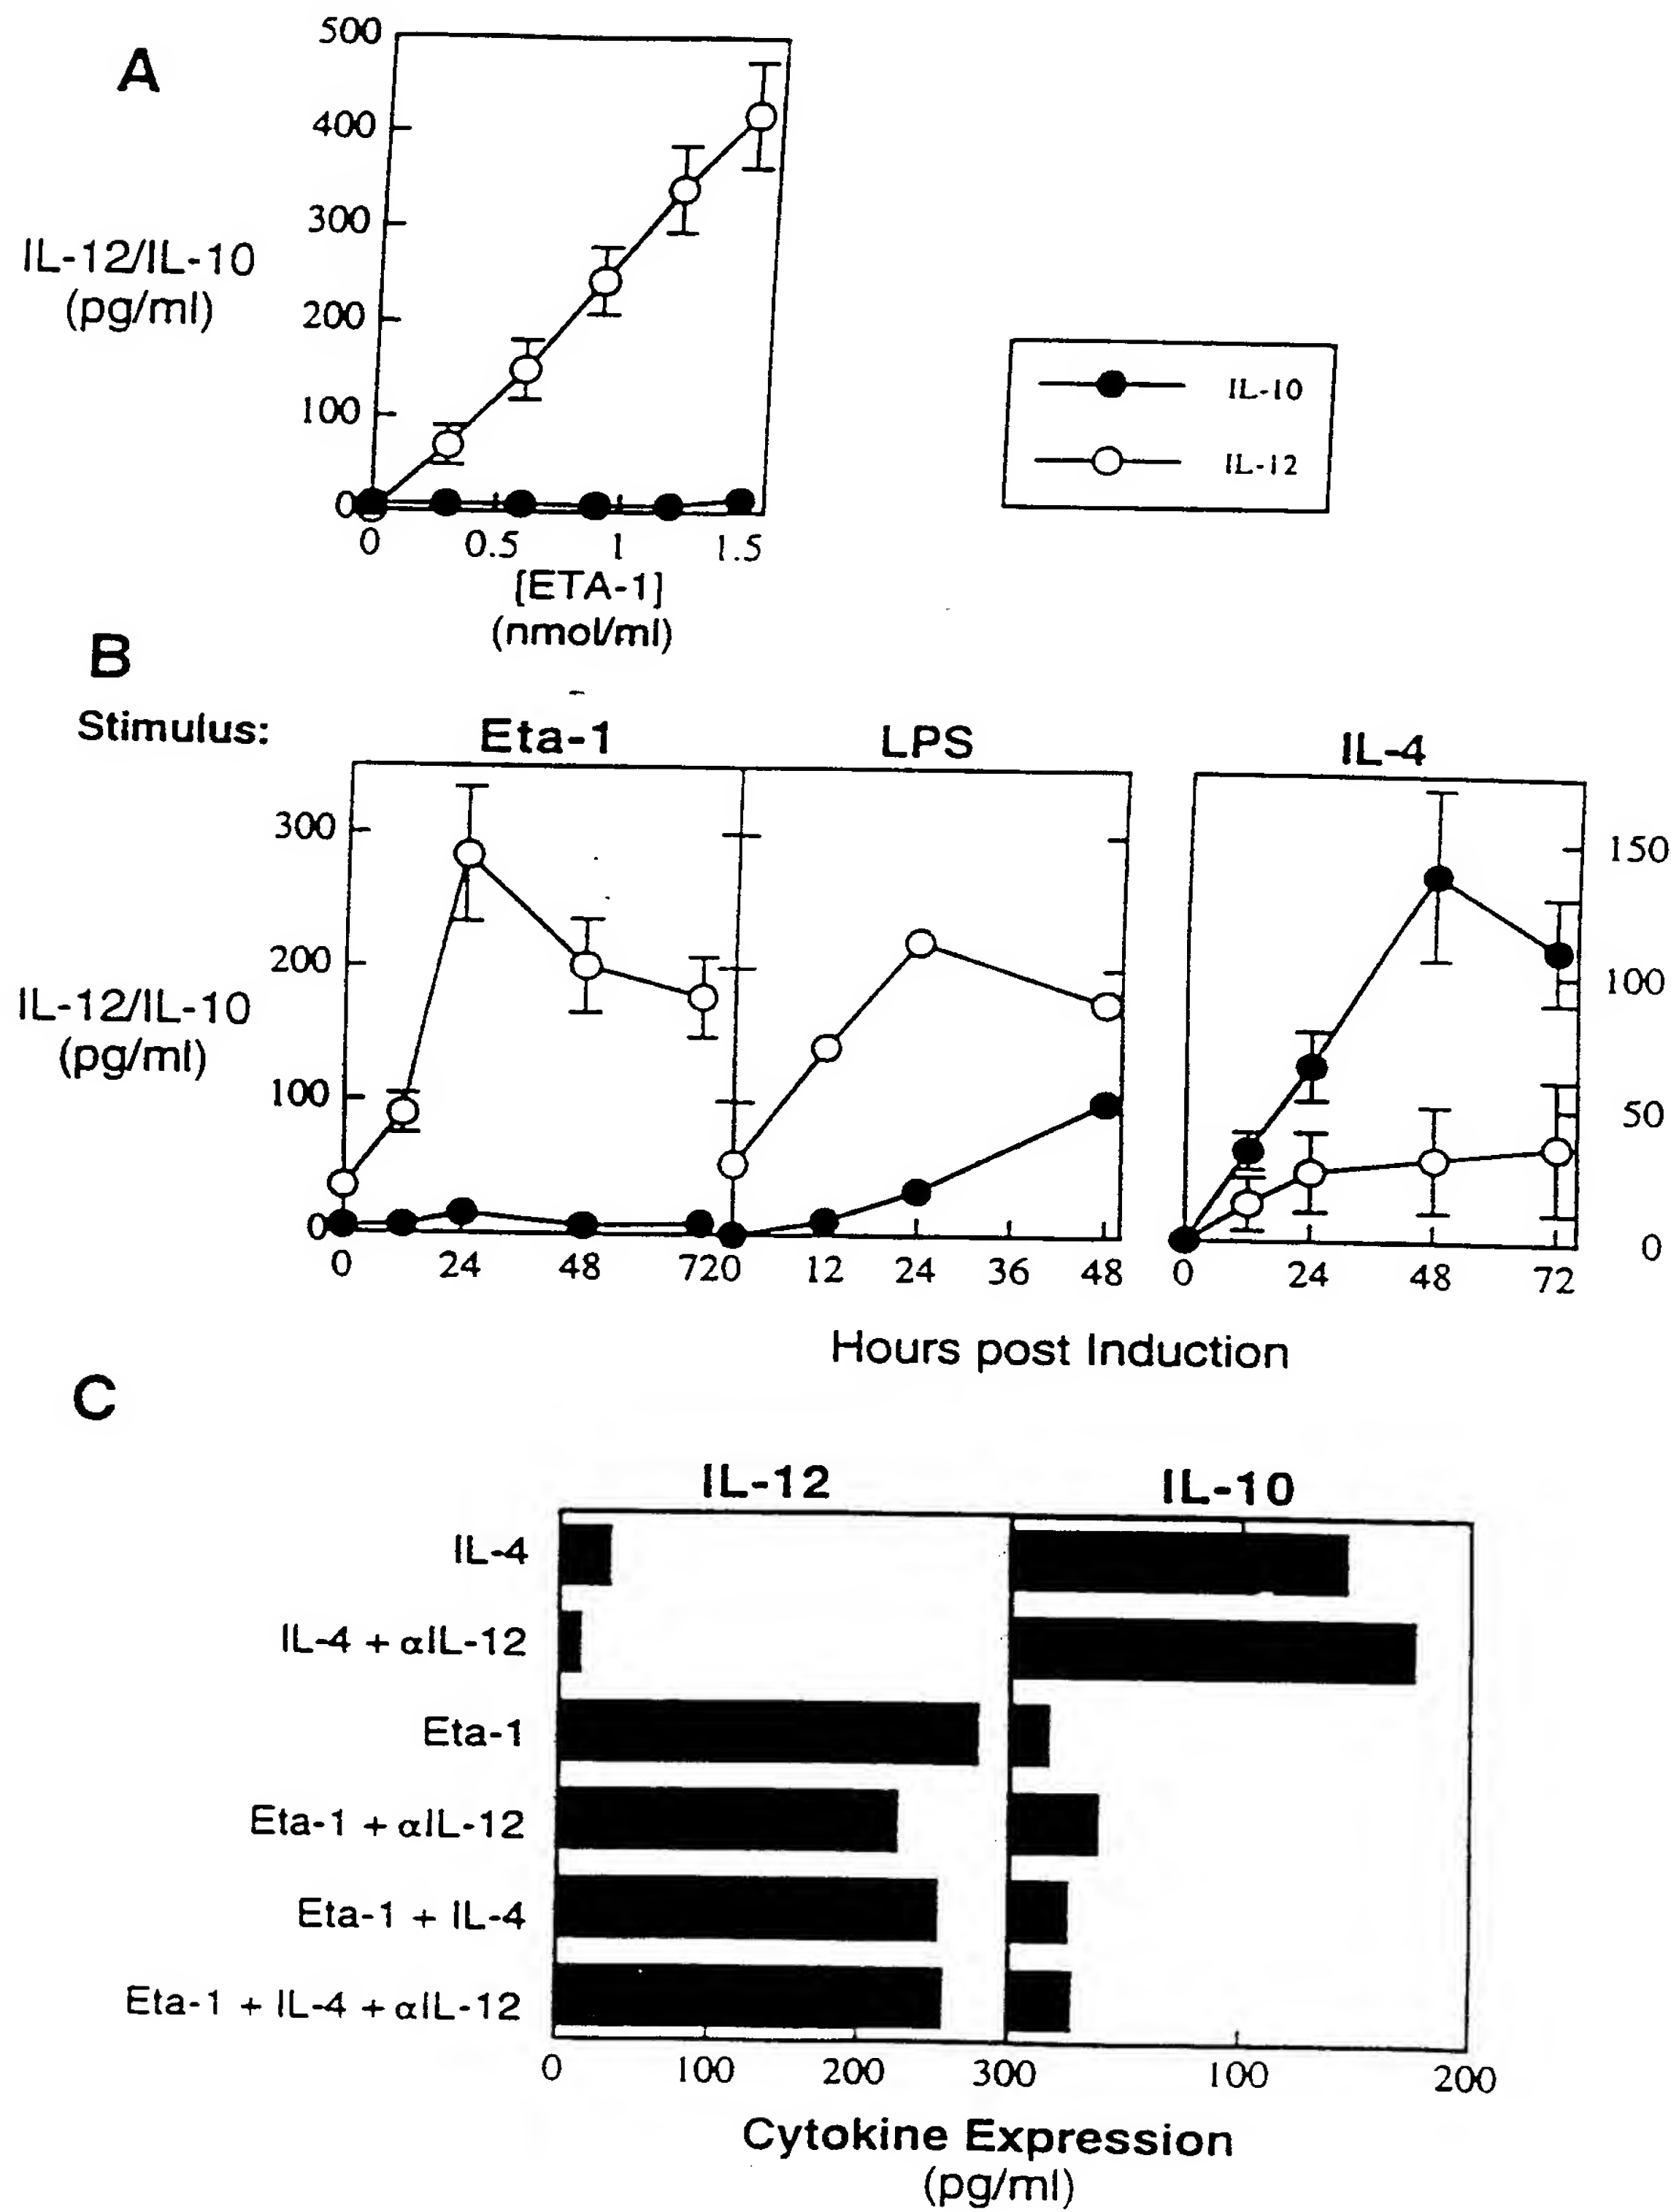 A
500
400
300
200
100
0
IL-12/IL-10
(pg/ml)
0 0.5 1 1.5
[ETA-1]
(nmol/ml)
IL-10
IL-12
B
Stimulus: Eta-1 LPS IL-4
300
200
100
0
IL-12/IL-10
(pg/ml)
150
100
50
0
0 24 48 720 12 24 36 48 0 24 48 72
Hours post Induction
C
IL-12 IL-10
IL-4
IL-4 + αIL-12
Eta-1
Eta-1 + αIL-12
Eta-1 + IL-4
Eta-1 + IL-4 + αIL-12
0 100 200 300 100 200
Cytokine Expression
(pg/ml)